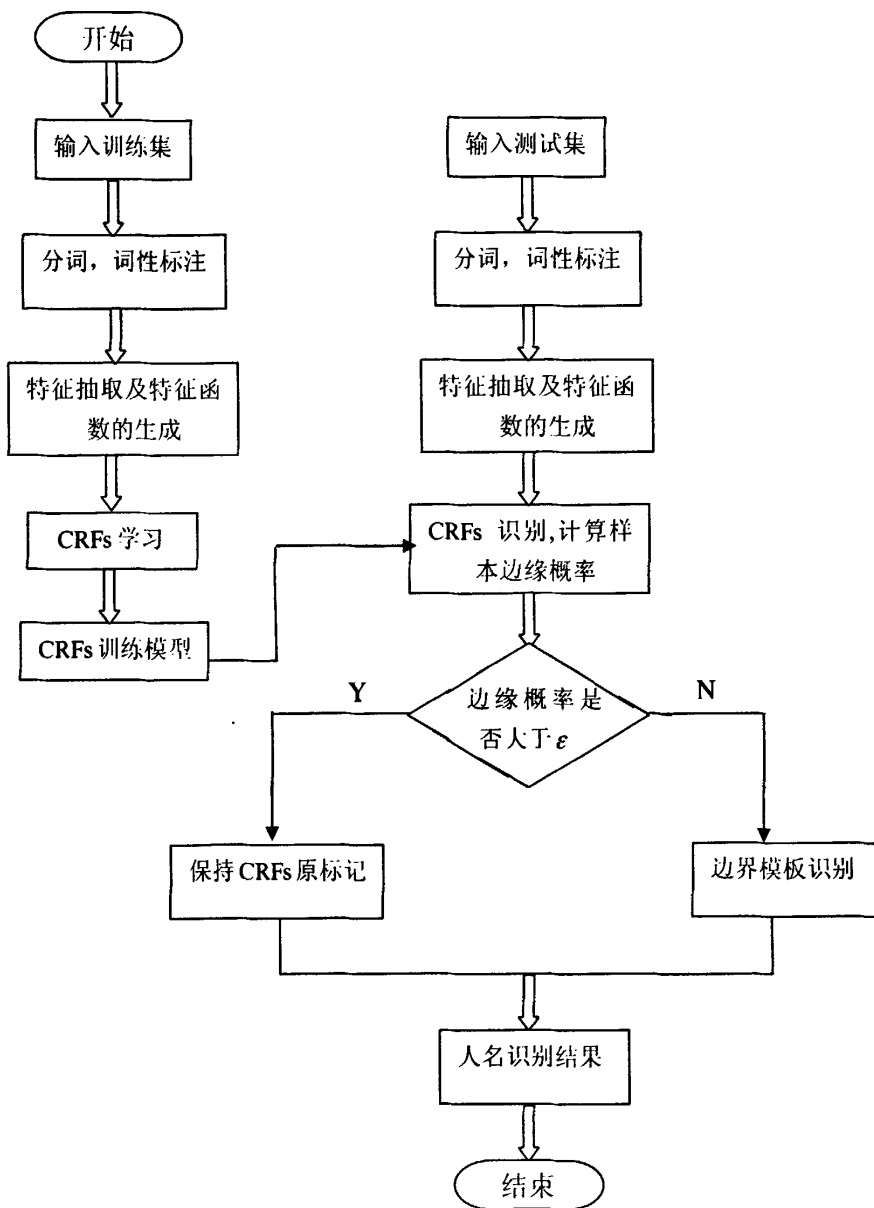 开始
输入训练集
分词，词性标注
特征抽取及特征函
数的生成
CRFs 学习
CRFs 训练模型
输入测试集
分词，词性标注
特征抽取及特征函
数的生成
CRFs 识别,计算样
本边缘概率
边缘概率是
否大于 ε
Y
N
保持 CRFs 原标记
边界模板识别
人名识别结果
结束